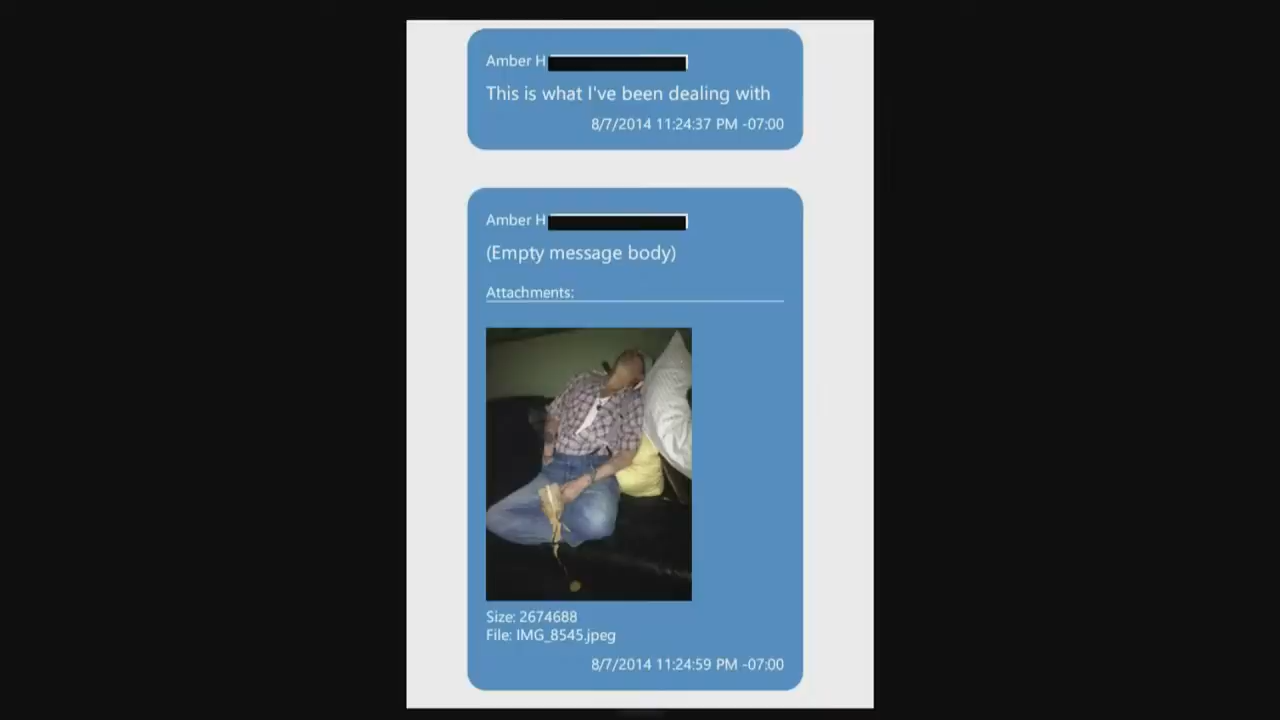 Amber H
This is what I've been dealing with
8/7/2014 11:24:37 PM -07:00
Amber H
(Empty message body)
Attachments:
Size: 2674688
File: IMG_8545.jpeg
8/7/2014 11:24:59 PM -07:00